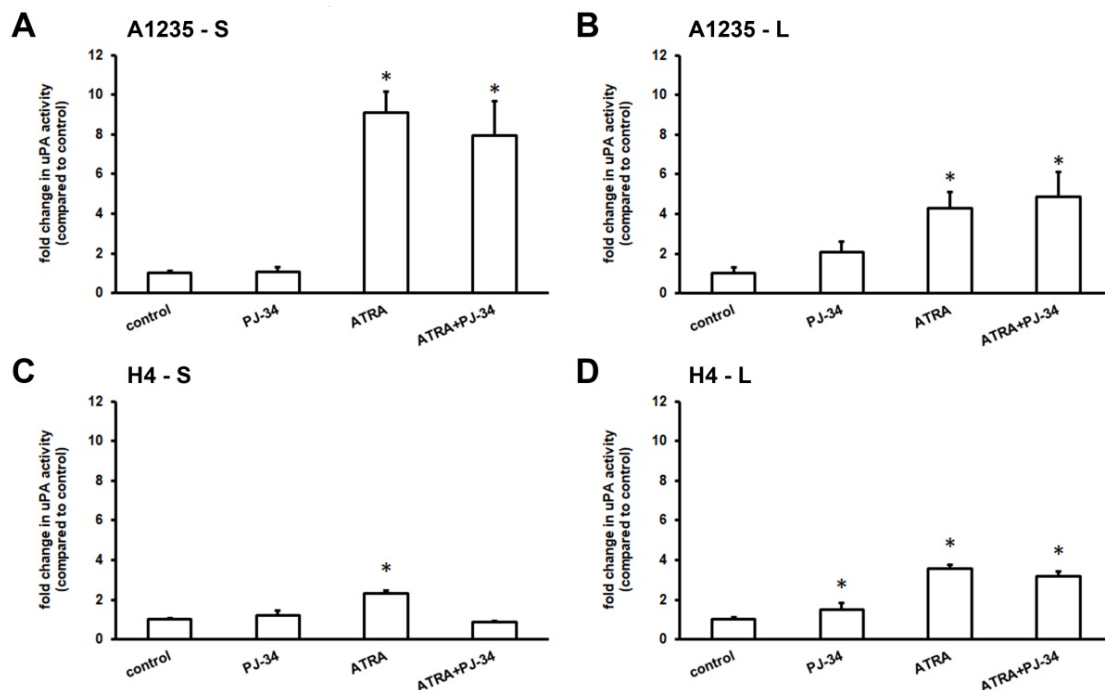 A A1235 - S
fold change in uPA activity
(compared to control)
12
10
8
6
4
2
0
*
*
control
PJ-34
ATRA
ATRA+PJ-34
B A1235 - L
fold change in uPA activity
(compared to control)
12
10
8
6
4
2
0
*
*
control
PJ-34
ATRA
ATRA+PJ-34
C H4 - S
fold change in uPA activity
(compared to control)
12
10
8
6
4
2
0
*
control
PJ-34
ATRA
ATRA+PJ-34
D H4 - L
fold change in uPA activity
(compared to control)
12
10
8
6
4
2
0
*
*
*
control
PJ-34
ATRA
ATRA+PJ-34